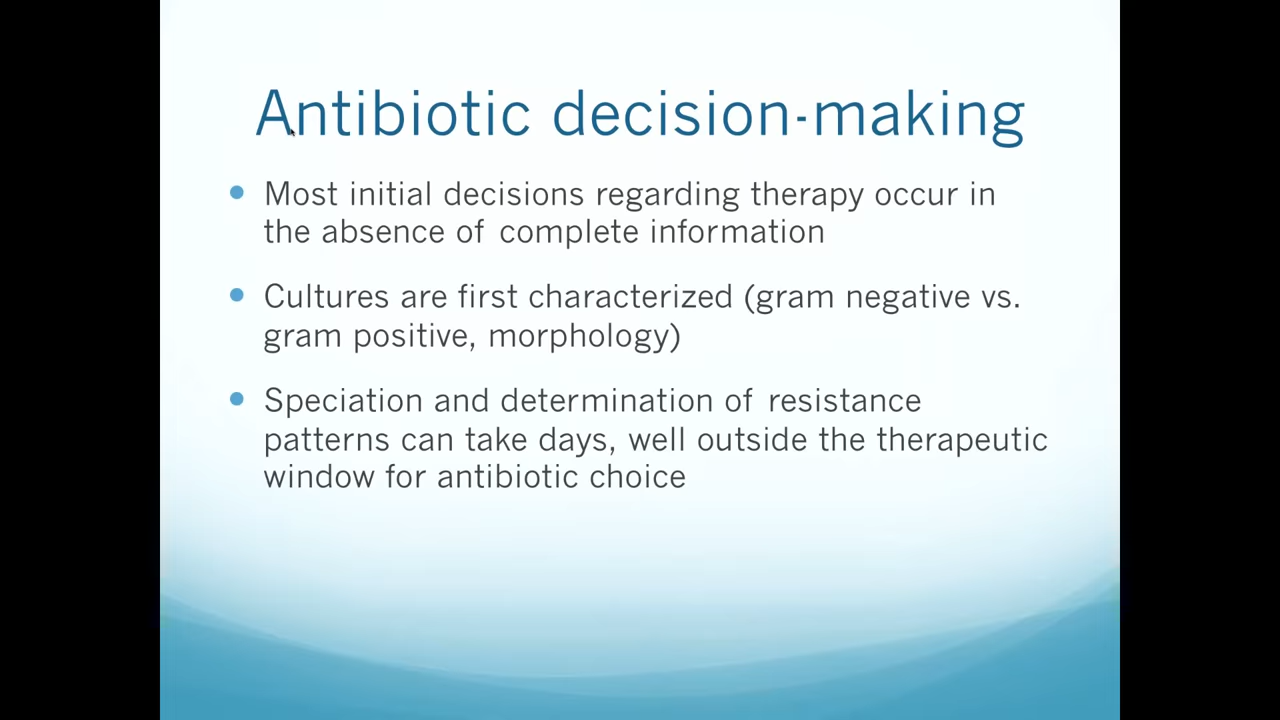 Antibiotic decision-making
• Most initial decisions regarding therapy occur in
the absence of complete information
• Cultures are first characterized (gram negative vs.
gram positive, morphology)
• Speciation and determination of resistance
patterns can take days, well outside the therapeutic
window for antibiotic choice